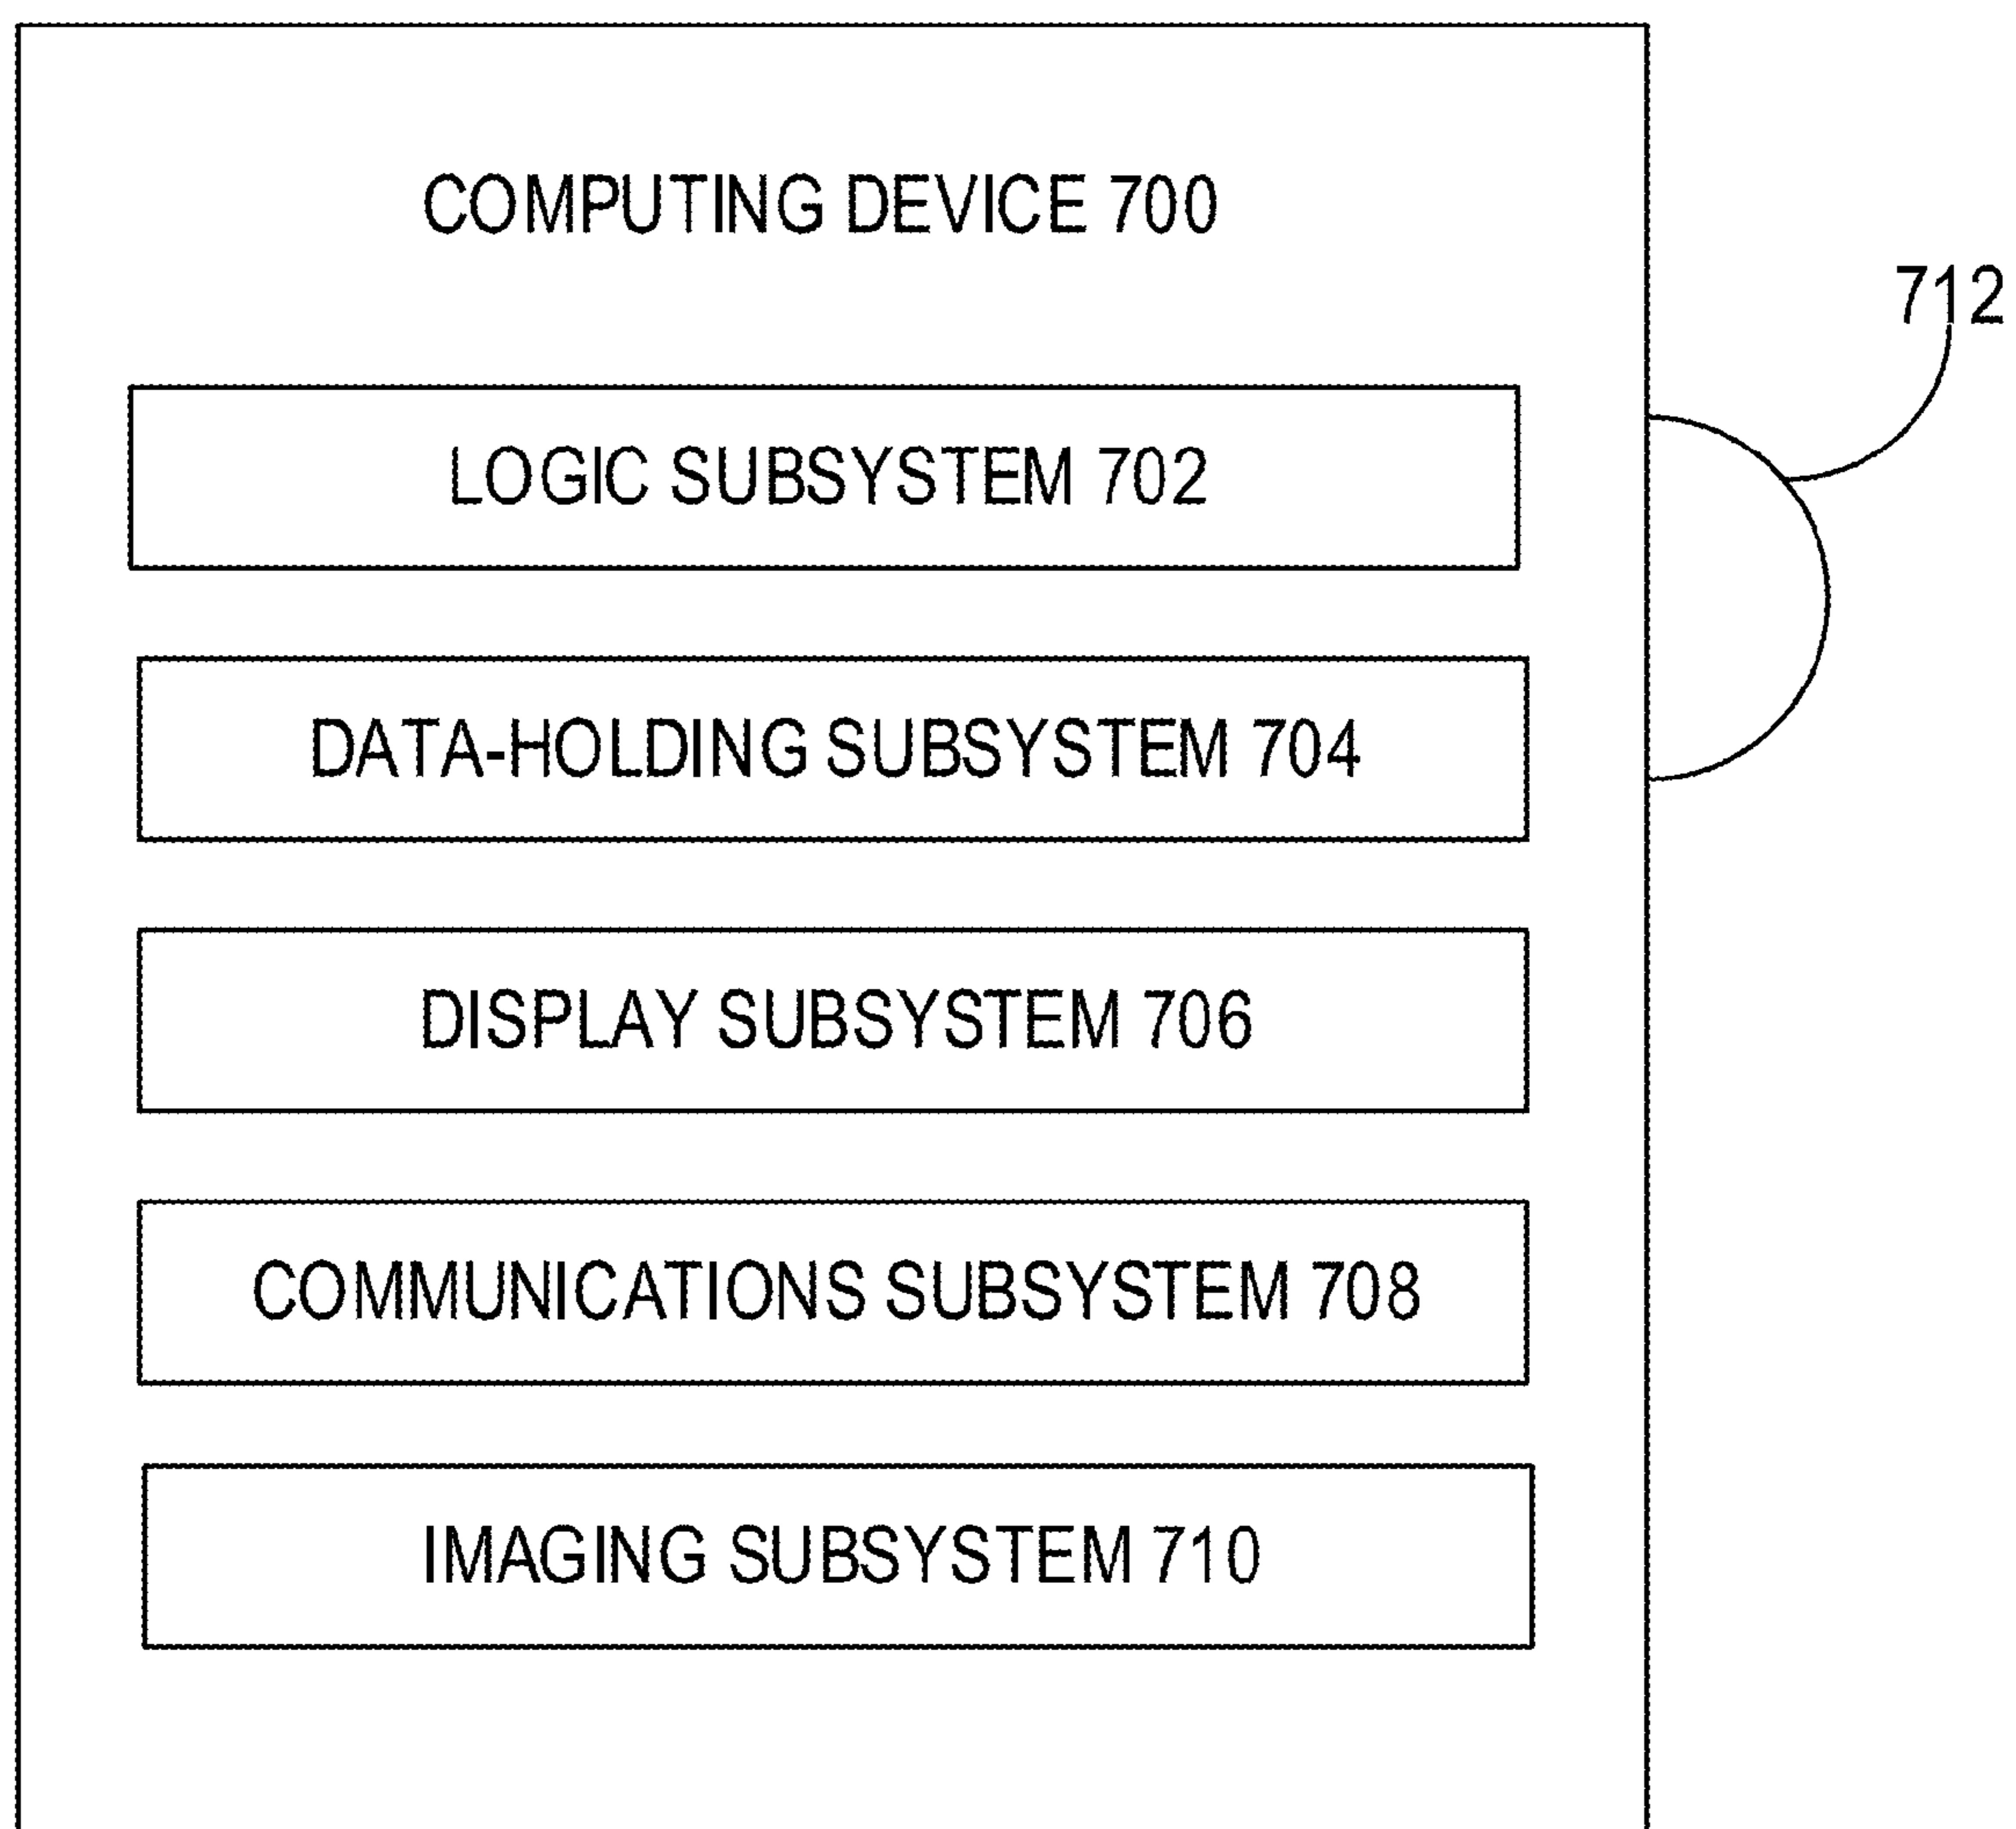 COMPUTING DEVICE 700
712
LOGIC SUBSYSTEM 702
DATA-HOLDING SUBSYSTEM 704
DISPLAY SUBSYSTEM 706
COMMUNICATIONS SUBSYSTEM 708
IMAGING SUBSYSTEM 710